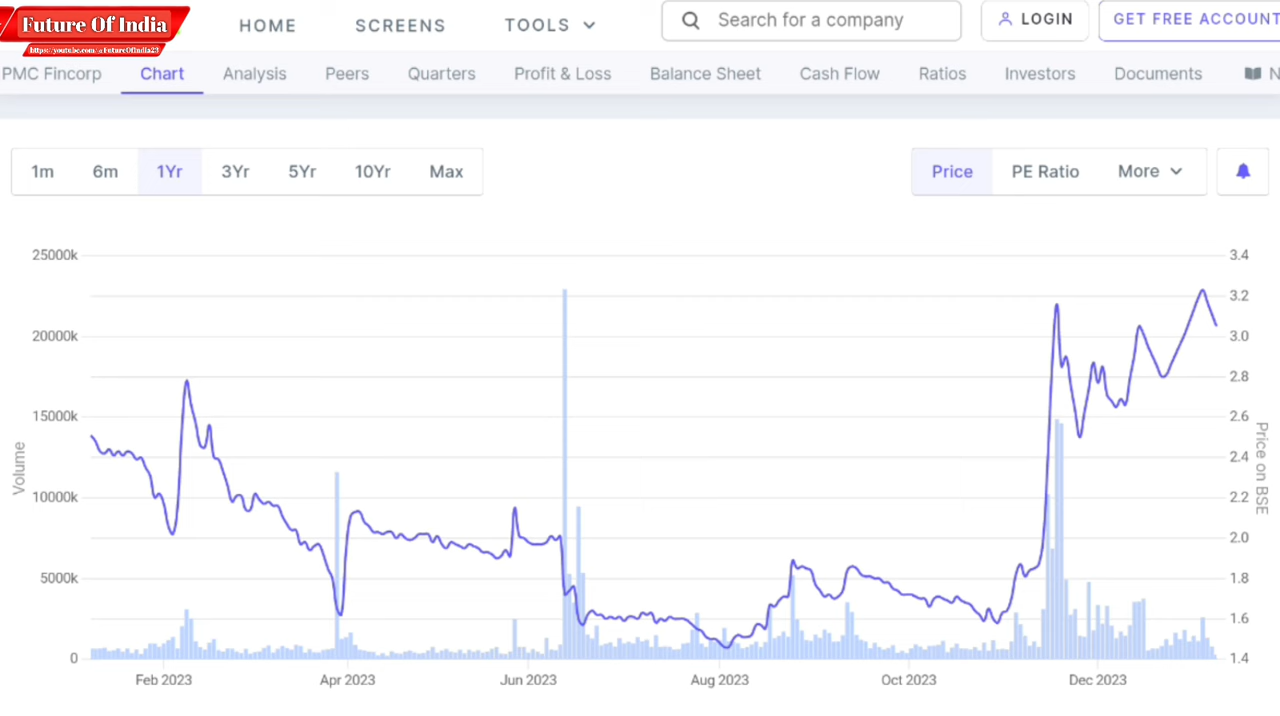 Future Of India
https://youtube.com/@FutureOfIndia23
HOME SCREENS TOOLS Search for a company LOGIN GET FREE ACCOUNT
PMC Fincorp Chart Analysis Peers Quarters Profit & Loss Balance Sheet Cash Flow Ratios Investors Documents N
1m 6m 1Yr 3Yr 5Yr 10Yr Max Price PE Ratio More
25000k 3.4
3.2
20000k 3.0
2.8
15000k 2.6
2.4
10000k 2.2
2.0
5000k 1.8
1.6
0 1.4
Volume
Price on BSE
Feb 2023 Apr 2023 Jun 2023 Aug 2023 Oct 2023 Dec 2023